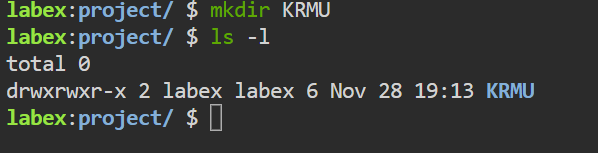 labex:project/ $ mkdir KRMU
labex:project/ $ ls -l
total 0
drwxrwxr-x 2 labex labex 6 Nov 28 19:13 KRMU
labex:project/ $